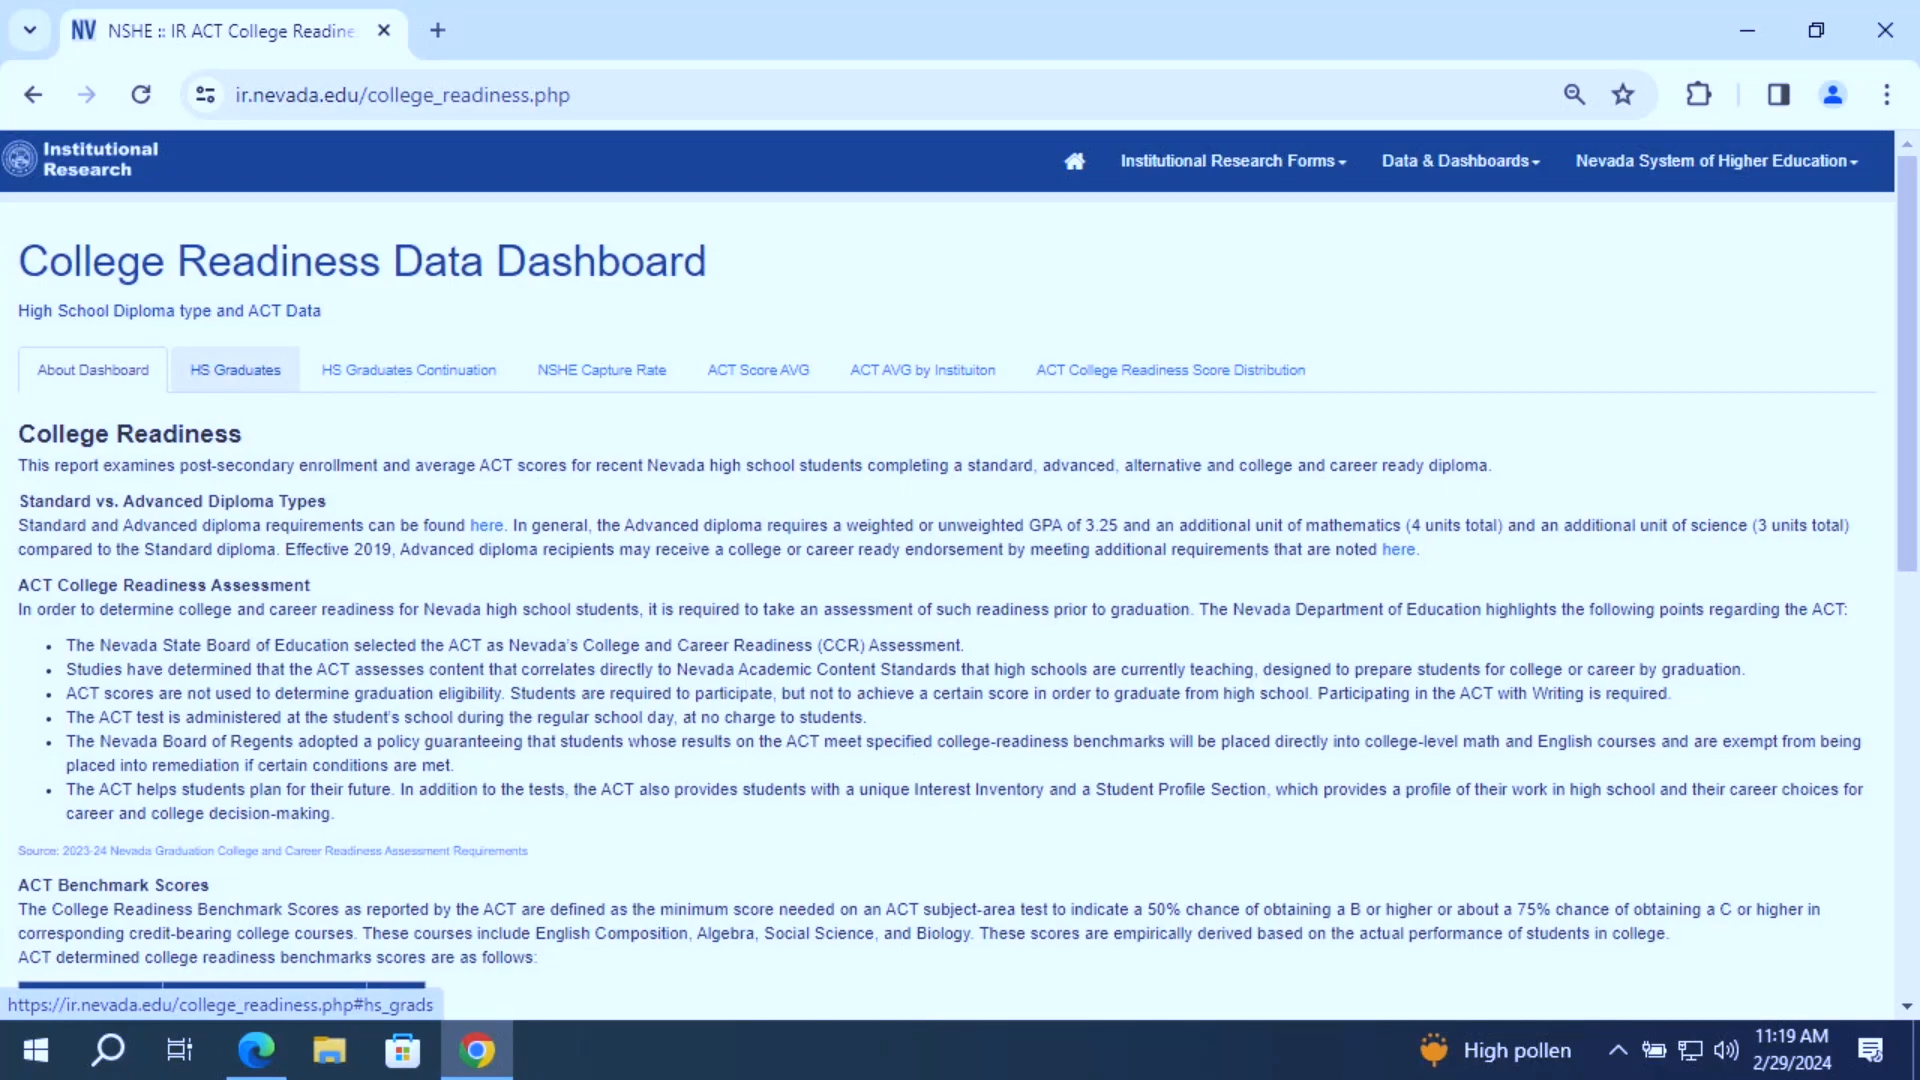 NV NSHE :: IR ACT College Readine
ir.nevada.edu/college_readiness.php
Institutional
Research
Institutional Research Forms
Data & Dashboards
Nevada System of Higher Education
College Readiness Data Dashboard
High School Diploma type and ACT Data
About Dashboard
HS Graduates
HS Graduates Continuation
NSHE Capture Rate
ACT Score AVG
ACT AVG by Instituiton
ACT College Readiness Score Distribution
College Readiness
This report examines post-secondary enrollment and average ACT scores for recent Nevada high school students completing a standard, advanced, alternative and college and career ready diploma.
Standard vs. Advanced Diploma Types
Standard and Advanced diploma requirements can be found here. In general, the Advanced diploma requires a weighted or unweighted GPA of 3.25 and an additional unit of mathematics (4 units total) and an additional unit of science (3 units total)
compared to the Standard diploma. Effective 2019, Advanced diploma recipients may receive a college or career ready endorsement by meeting additional requirements that are noted here.
ACT College Readiness Assessment
In order to determine college and career readiness for Nevada high school students, it is required to take an assessment of such readiness prior to graduation. The Nevada Department of Education highlights the following points regarding the ACT:
• The Nevada State Board of Education selected the ACT as Nevada's College and Career Readiness (CCR) Assessment.
• Studies have determined that the ACT assesses content that correlates directly to Nevada Academic Content Standards that high schools are currently teaching, designed to prepare students for college or career by graduation.
• ACT scores are not used to determine graduation eligibility. Students are required to participate, but not to achieve a certain score in order to graduate from high school. Participating in the ACT with Writing is required.
• The ACT test is administered at the student's school during the regular school day, at no charge to students.
• The Nevada Board of Regents adopted a policy guaranteeing that students whose results on the ACT meet specified college-readiness benchmarks will be placed directly into college-level math and English courses and are exempt from being
placed into remediation if certain conditions are met.
• The ACT helps students plan for their future. In addition to the tests, the ACT also provides students with a unique Interest Inventory and a Student Profile Section, which provides a profile of their work in high school and their career choices for
career and college decision-making.
Source: 2023-24 Nevada Graduation College and Career Readiness Assessment Requirements
ACT Benchmark Scores
The College Readiness Benchmark Scores as reported by the ACT are defined as the minimum score needed on an ACT subject-area test to indicate a 50% chance of obtaining a B or higher or about a 75% chance of obtaining a C or higher in
corresponding credit-bearing college courses. These courses include English Composition, Algebra, Social Science, and Biology. These scores are empirically derived based on the actual performance of students in college.
ACT determined college readiness benchmarks scores are as follows:
https://ir.nevada.edu/college_readiness.php#hs_grads
High pollen
11:19 AM
2/29/2024